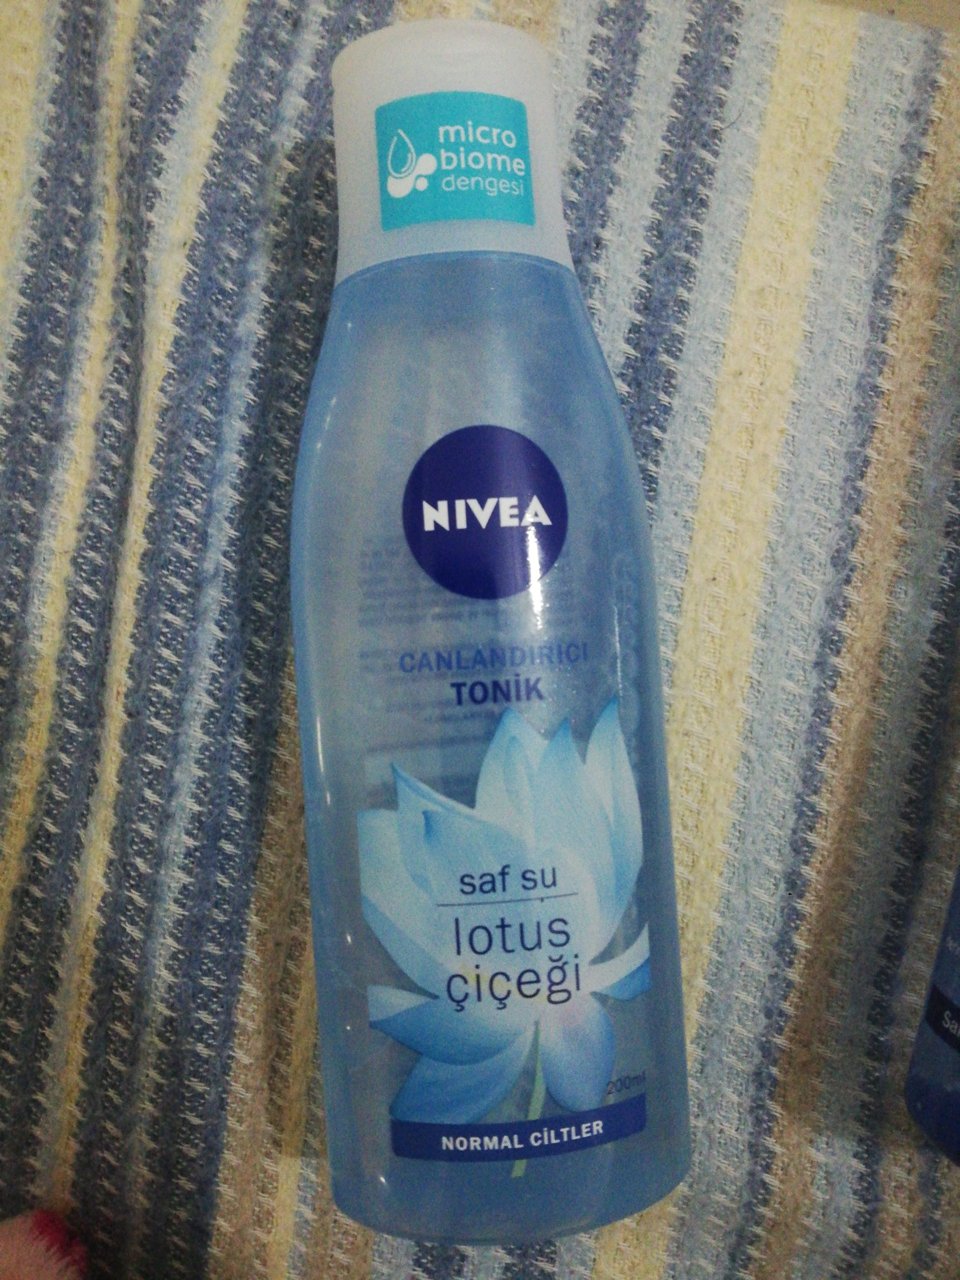 micro
biome
dengesi
NIVEA
CANLANDIRICI
TONİK
saf su
lotus
çiçeği
200ml
NORMAL CİLTLER